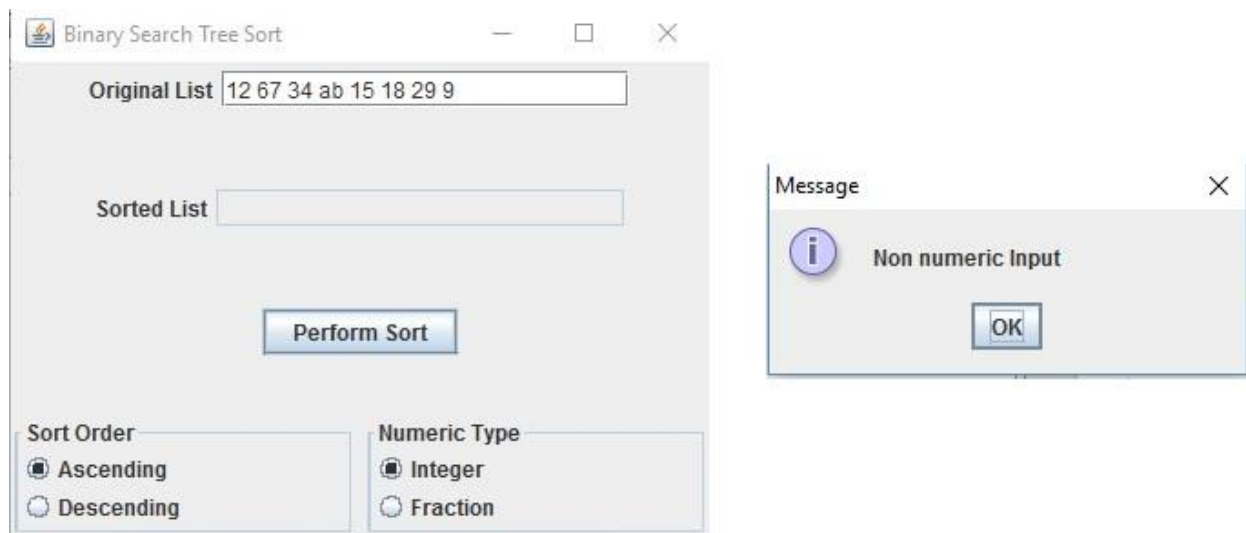 Binary Search Tree Sort
Original List 12 67 34 ab 15 18 29 9
Sorted List
Perform Sort
Sort Order
Ascending
Descending
Numeric Type
Integer
Fraction
Message
Non numeric Input
OK